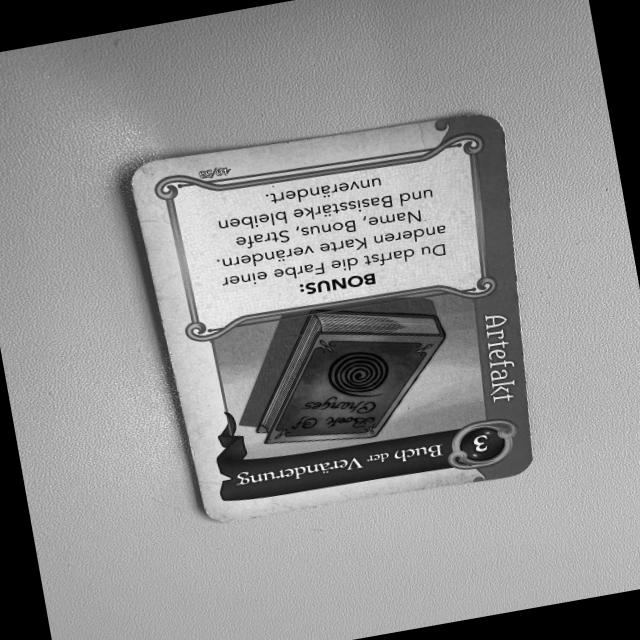 3
Buch der Veränderung
Artefakt
Book Of
Changes
BONUS:
Du darfst die Farbe einer
anderen Karte verändern.
Name, Bonus, Strafe
und Basisstärke bleiben
unverändert.